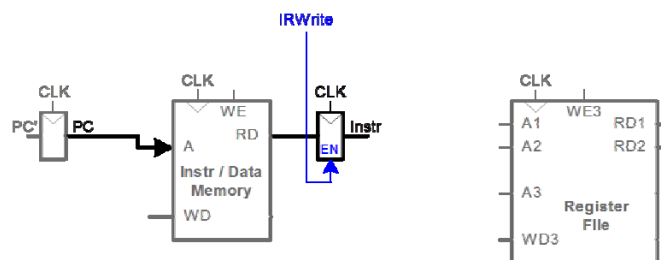 IRWrite
CLK
CLK
CLK
CLK
WE
WE3
PC'
PC
RD
Instr
A1
RD1
A
EN
A2
RD2
Instr / Data
Memory
A3
Register
File
WD
WD3